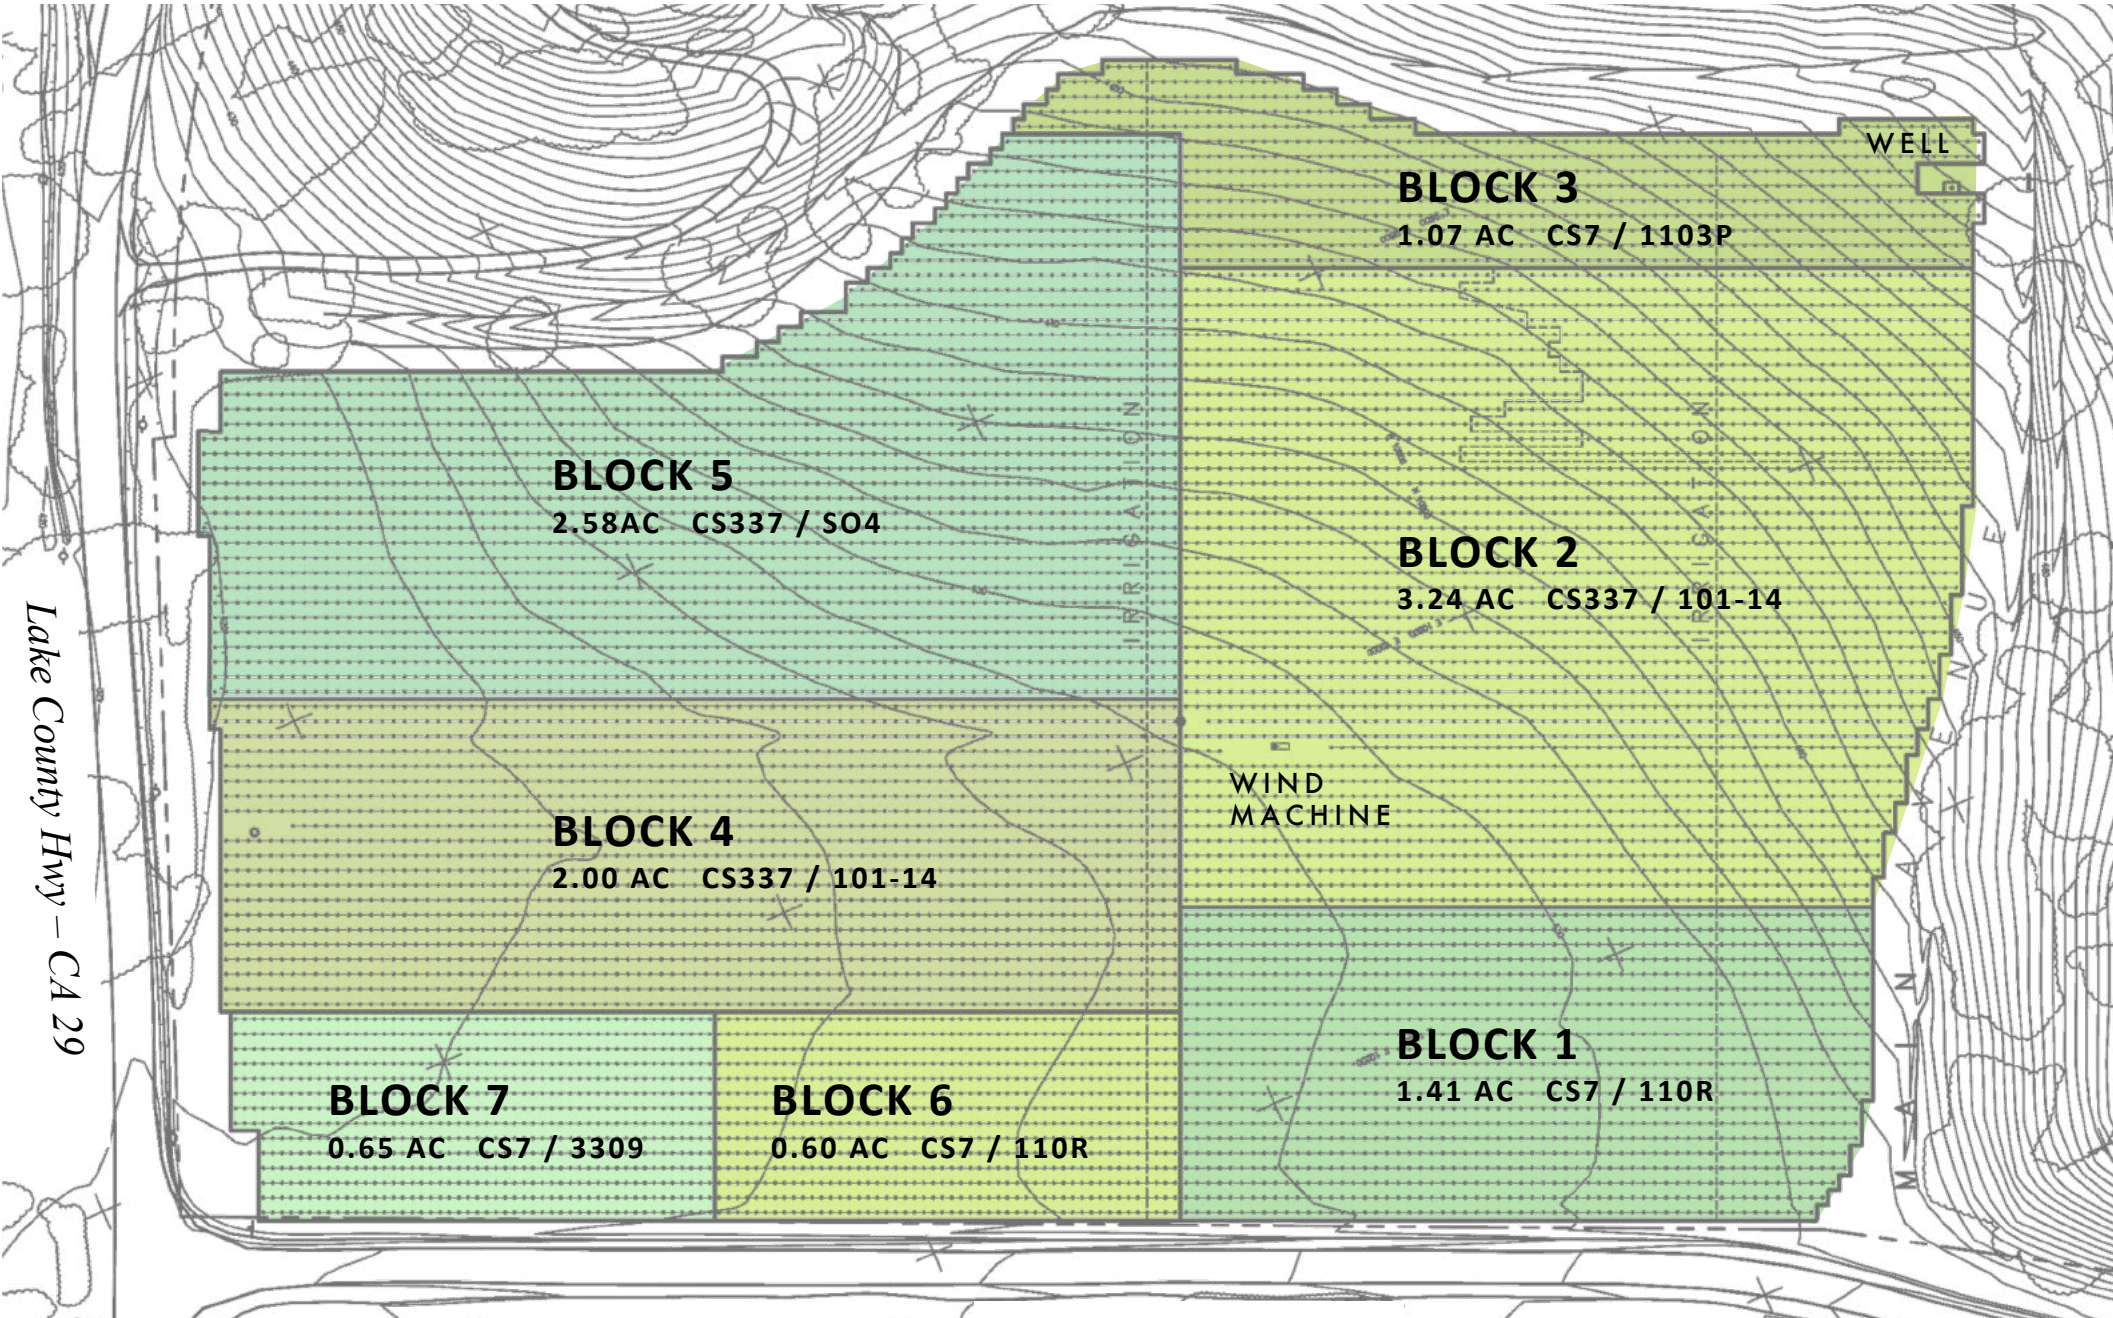 WELL
BLOCK 3
1.07 AC CS7 / 1103P
BLOCK 5
2.58AC CS337 / SO4
IRRIGATION
IRRIGATION
BLOCK 2
3.24 AC CS337 / 101-14
Lake County Hwy – CA 29
WIND
MACHINE
BLOCK 4
2.00 AC CS337 / 101-14
MAIN AVENUE
BLOCK 1
1.41 AC CS7 / 110R
BLOCK 7
0.65 AC CS7 / 3309
BLOCK 6
0.60 AC CS7 / 110R